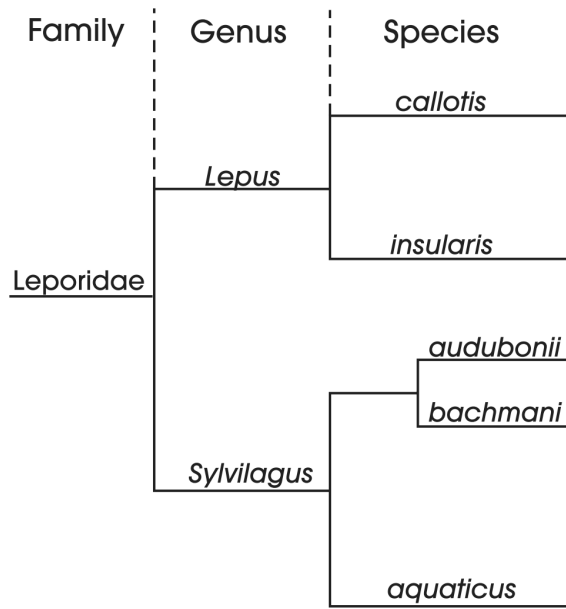 Family Genus Species
callotis
Lepus
insularis
Leporidae
audubonii
bachmani
Sylvilagus
aquaticus